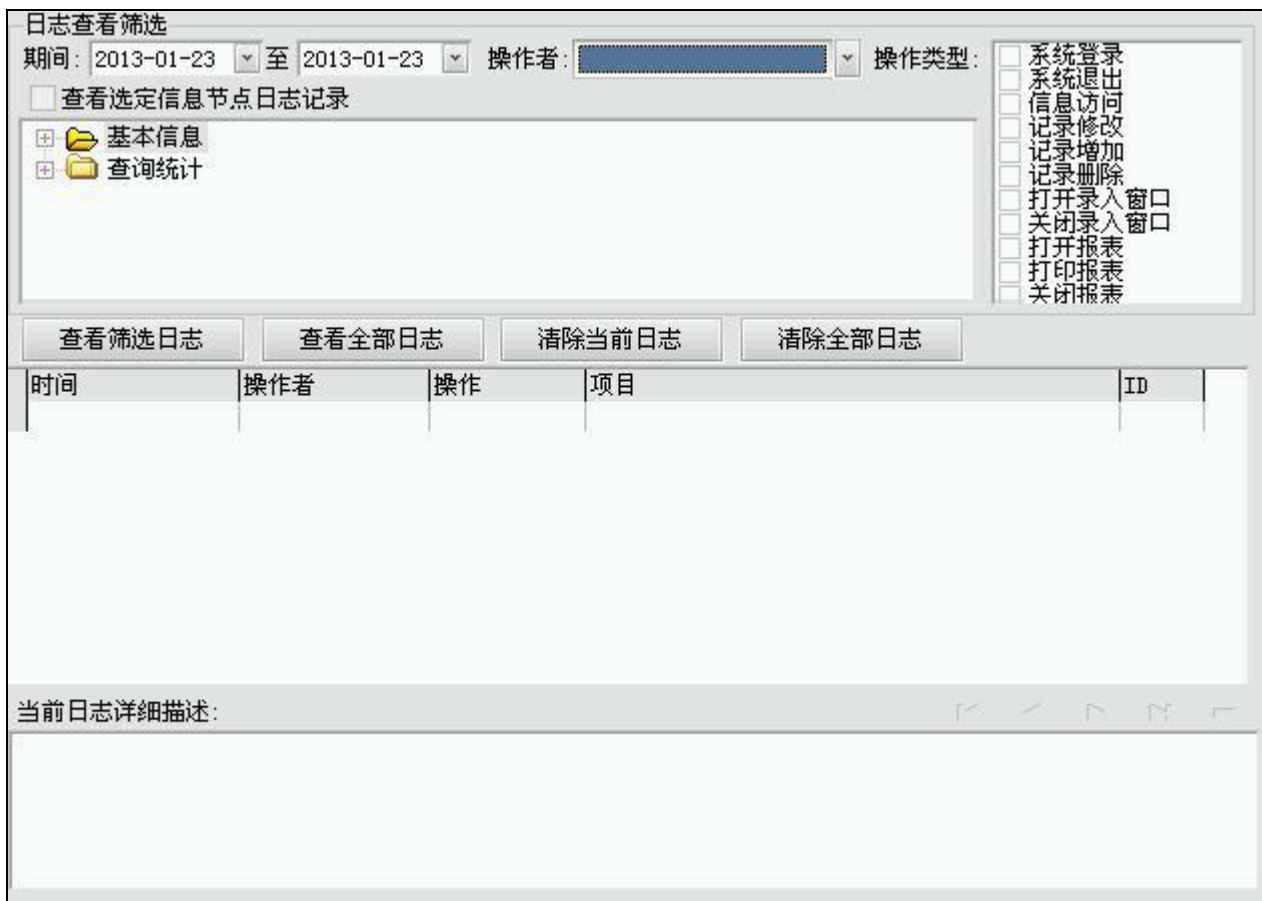 日志查看筛选
期间: 2013-01-23 至 2013-01-23 操作者: 操作类型:
系统登录
系统退出
信息访问
记录修改
记录增加
记录删除
打开录入窗口
关闭录入窗口
打开报表
打印报表
关闭报表
查看选定信息节点日志记录
基本信息
查询统计
查看筛选日志 查看全部日志 清除当前日志 清除全部日志
时间 操作者 操作 项目 ID
当前日志详细描述: